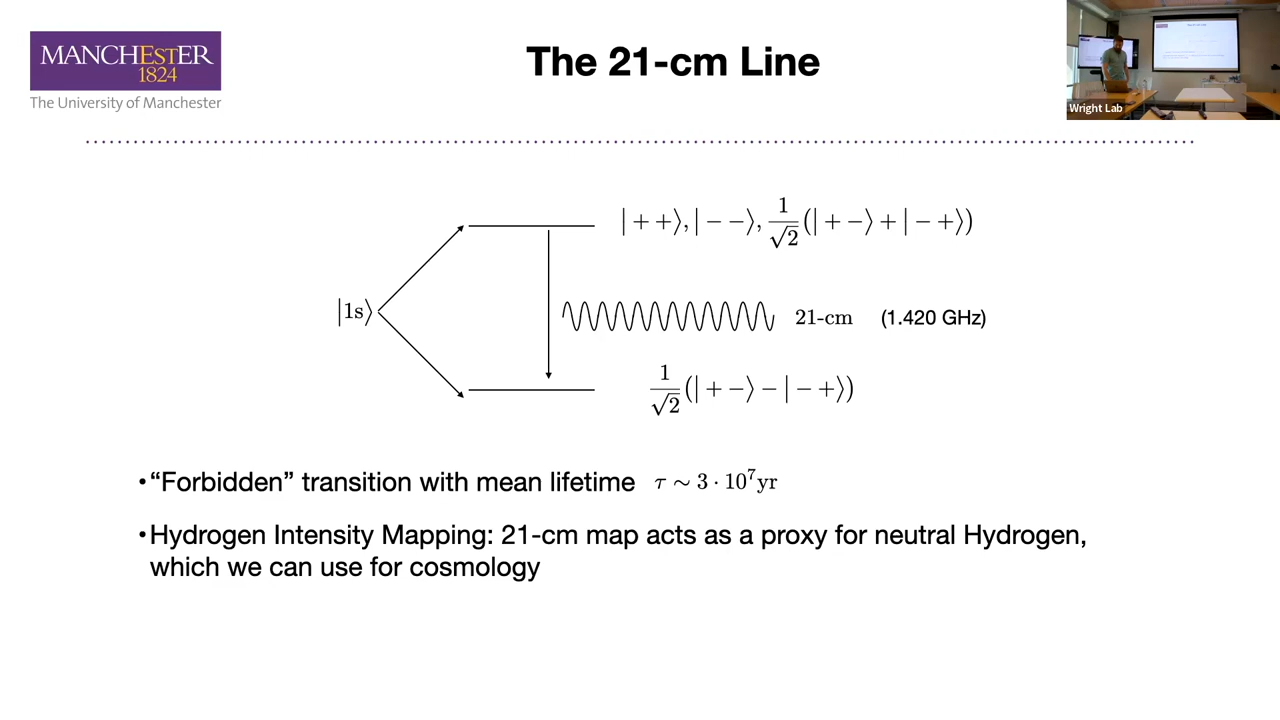 MANCHESTER
1824
The University of Manchester
The 21-cm Line
Wright Lab
|++⟩,|−−⟩, 1/√2 (|+−⟩+|−+⟩)
|1s⟩
21-cm (1.420 GHz)
1/√2 (|+−⟩−|−+⟩)
•“Forbidden” transition with mean lifetime τ ∼ 3 · 10⁷yr
•Hydrogen Intensity Mapping: 21-cm map acts as a proxy for neutral Hydrogen,
which we can use for cosmology